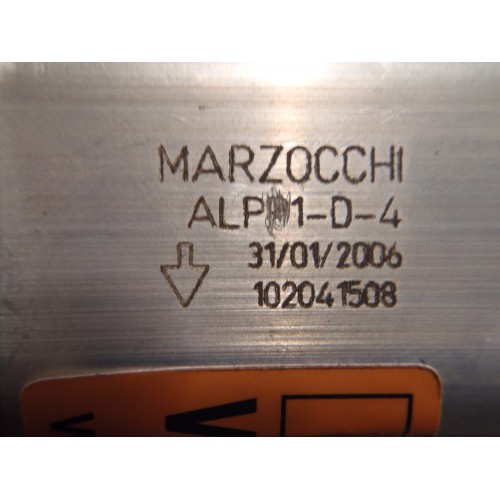 MARZOCCHI
ALP 1-D-4
31/01/2006
102041508
V